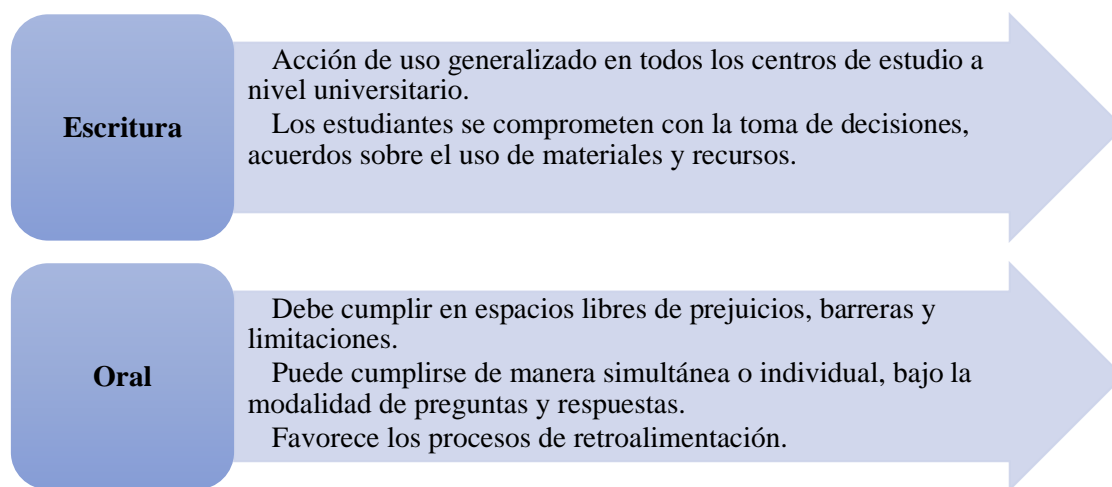 Escritura
Acción de uso generalizado en todos los centros de estudio a
nivel universitario.
Los estudiantes se comprometen con la toma de decisiones,
acuerdos sobre el uso de materiales y recursos.
Oral
Debe cumplir en espacios libres de prejuicios, barreras y
limitaciones.
Puede cumplirse de manera simultánea o individual, bajo la
modalidad de preguntas y respuestas.
Favorece los procesos de retroalimentación.